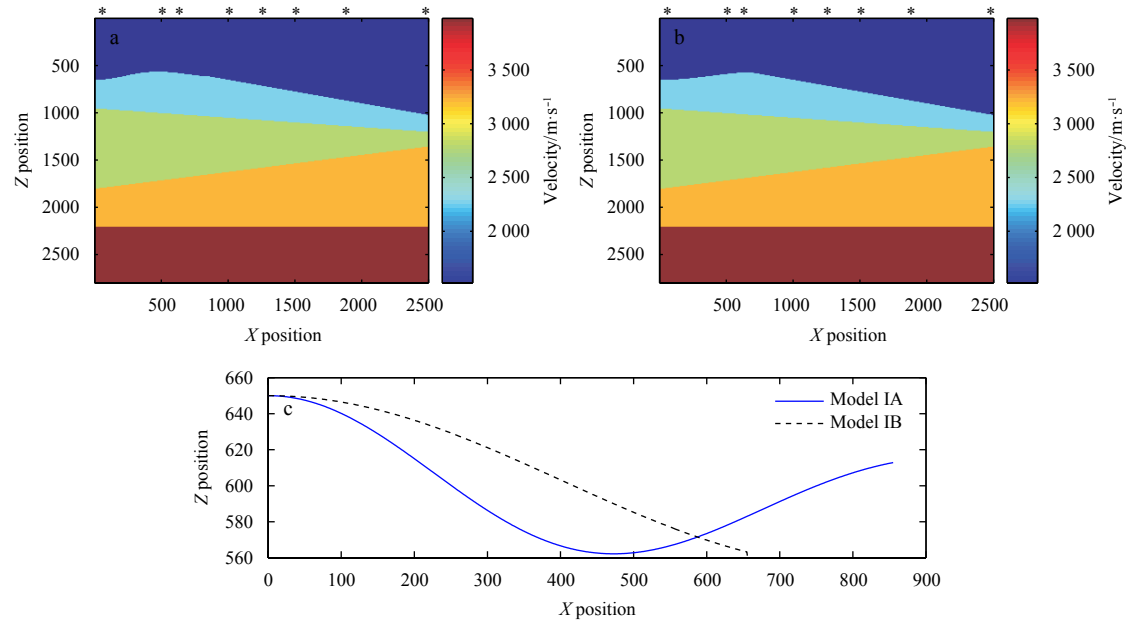 * * * * * * * *
a
500
1000
1500
2000
2500
Z position
500 1000 1500 2000 2500
X position
3 500
3 000
2 500
2 000
Velocity/m·s⁻¹
* * * * * * * *
b
500
1000
1500
2000
2500
Z position
500 1000 1500 2000 2500
X position
3 500
3 000
2 500
2 000
Velocity/m·s⁻¹
660
640
620
600
580
560
Z position
c
Model IA
Model IB
0 100 200 300 400 500 600 700 800 900
X position